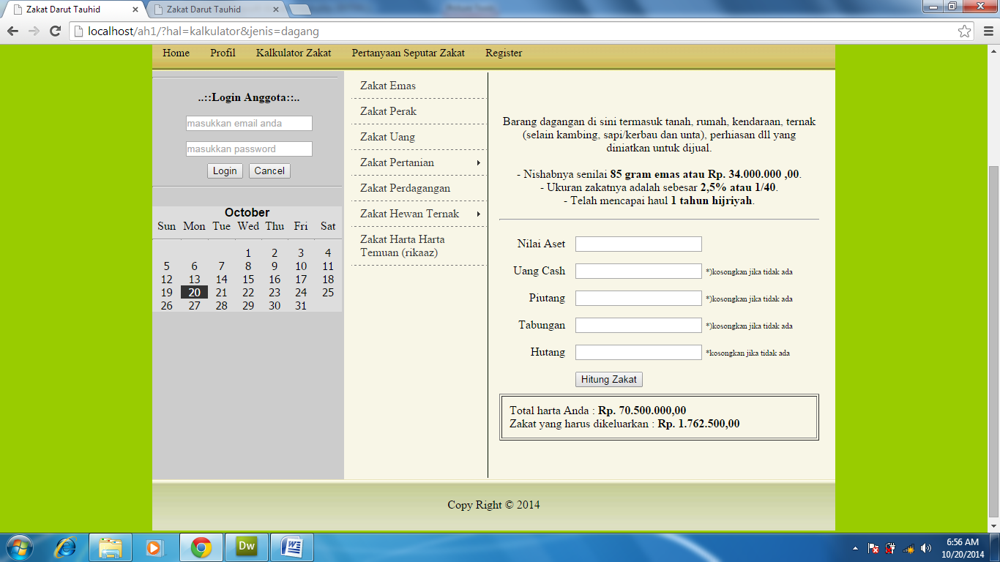 Zakat Darut Tauhid
Zakat Darut Tauhid
localhost/ah1/?hal=kalkulator&jenis=dagang
Home Profil Kalkulator Zakat Pertanyaan Seputar Zakat Register
..::Login Anggota::..
masukkan email anda
masukkan password
Login Cancel
October
Sun Mon Tue Wed Thu Fri Sat
1 2 3 4
5 6 7 8 9 10 11
12 13 14 15 16 17 18
19 20 21 22 23 24 25
26 27 28 29 30 31
Zakat Emas
Zakat Perak
Zakat Uang
Zakat Pertanian
Zakat Perdagangan
Zakat Hewan Ternak
Zakat Harta Harta
Temuan (rikaaz)
Barang dagangan di sini termasuk tanah, rumah, kendaraan, ternak
(selain kambing, sapi/kerbau dan unta), perhiasan dll yang
diniatkan untuk dijual.
- Nishabnya senilai 85 gram emas atau Rp. 34.000.000 ,00.
- Ukuran zakatnya adalah sebesar 2,5% atau 1/40.
- Telah mencapai haul 1 tahun hijriyah.
Nilai Aset
Uang Cash *)kosongkan jika tidak ada
Piutang *)kosongkan jika tidak ada
Tabungan *)kosongkan jika tidak ada
Hutang *kosongkan jika tidak ada
Hitung Zakat
Total harta Anda : Rp. 70.500.000,00
Zakat yang harus dikeluarkan : Rp. 1.762.500,00
Copy Right © 2014
Dw
W
6:56 AM
10/20/2014